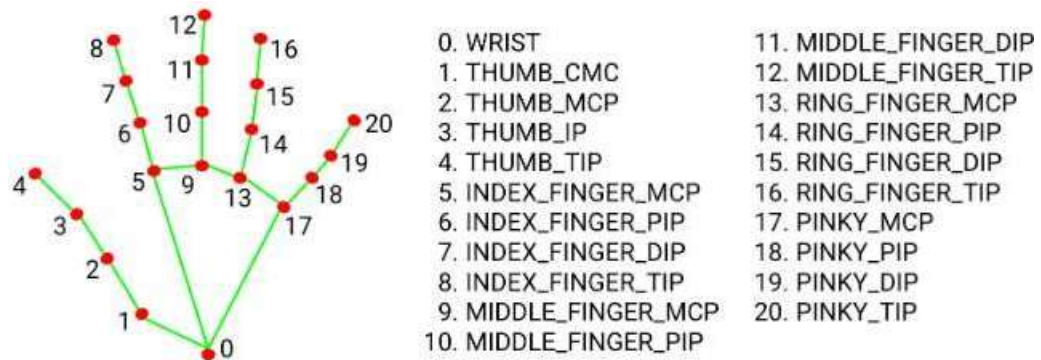 12
8
16
11
7
15
10
20
6
14
19
4
5
9
13
18
3
17
2
1
0
0. WRIST
1. THUMB_CMC
2. THUMB_MCP
3. THUMB_IP
4. THUMB_TIP
5. INDEX_FINGER_MCP
6. INDEX_FINGER_PIP
7. INDEX_FINGER_DIP
8. INDEX_FINGER_TIP
9. MIDDLE_FINGER_MCP
10. MIDDLE_FINGER_PIP
11. MIDDLE_FINGER_DIP
12. MIDDLE_FINGER_TIP
13. RING_FINGER_MCP
14. RING_FINGER_PIP
15. RING_FINGER_DIP
16. RING_FINGER_TIP
17. PINKY_MCP
18. PINKY_PIP
19. PINKY_DIP
20. PINKY_TIP